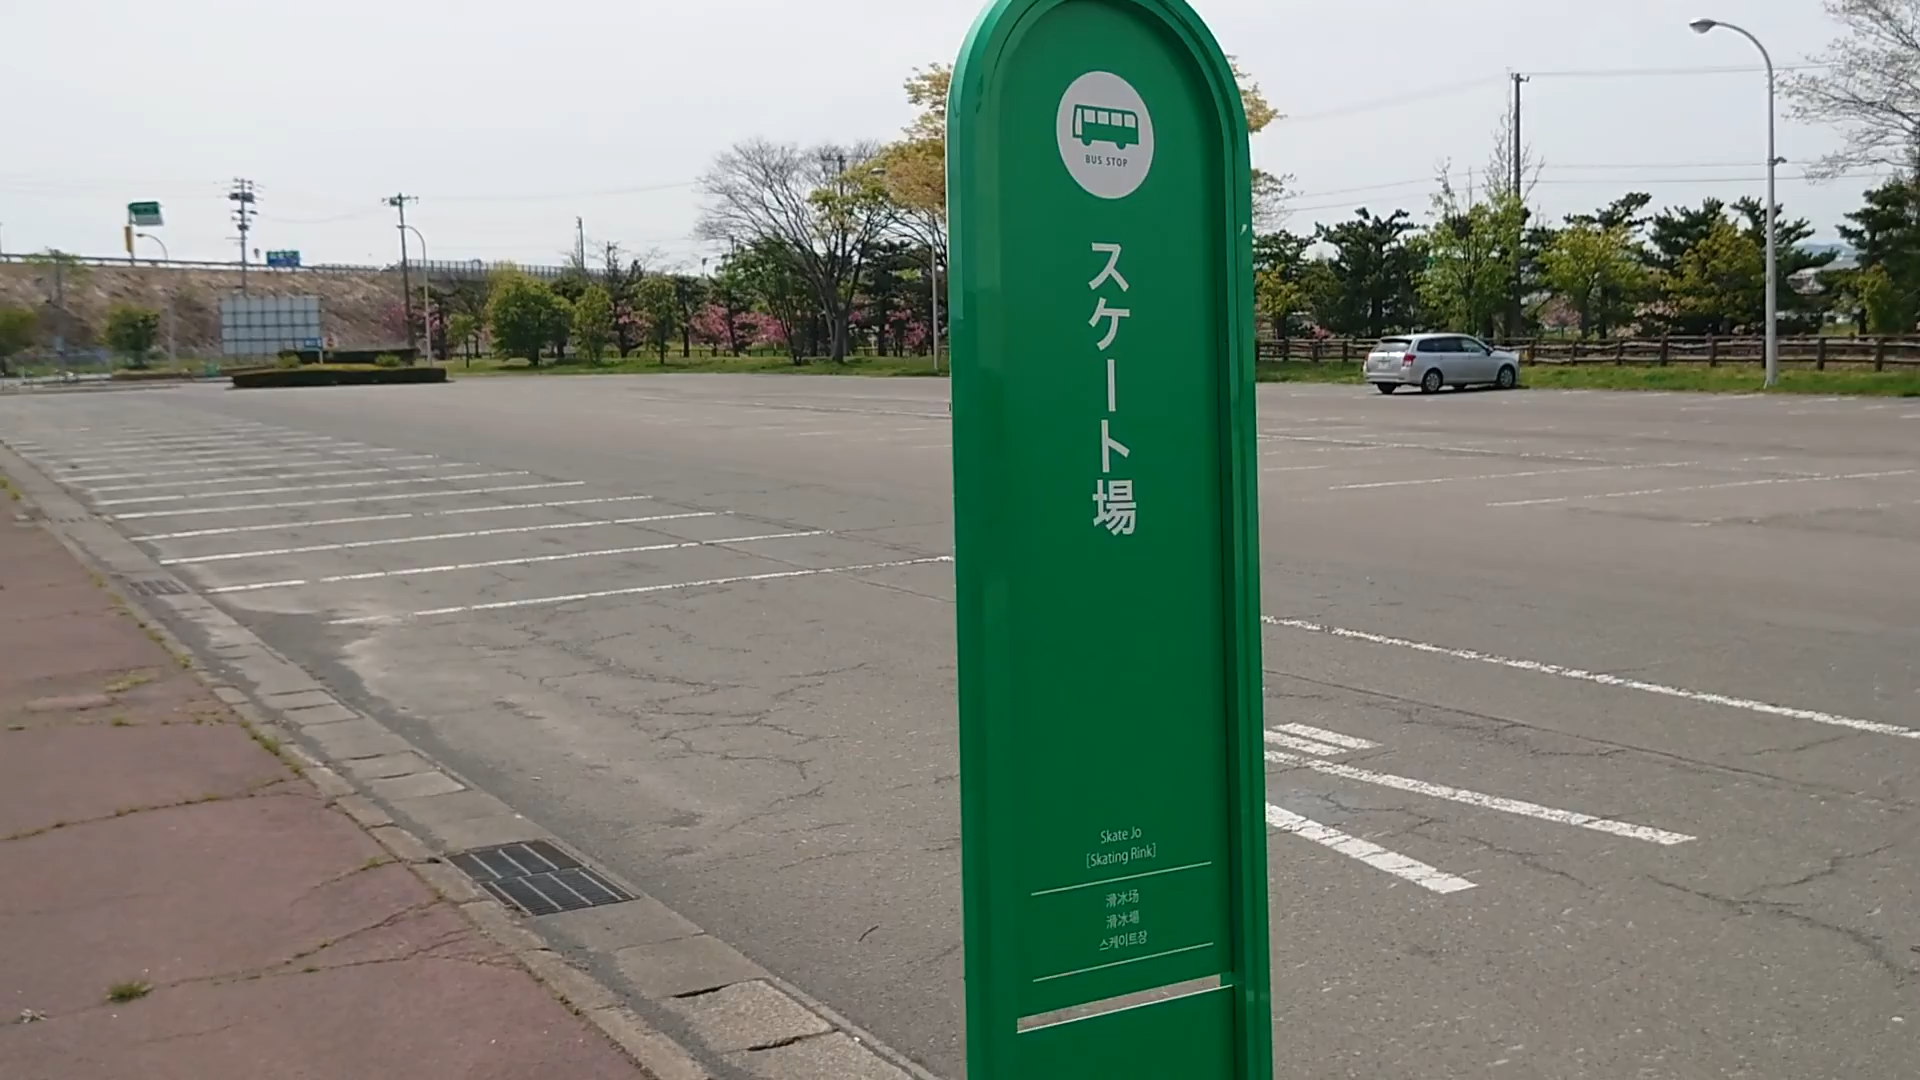 BUS STOP
スケート場
Skate Jo
[Skating Rink]
滑冰场
滑冰場
스케이트장